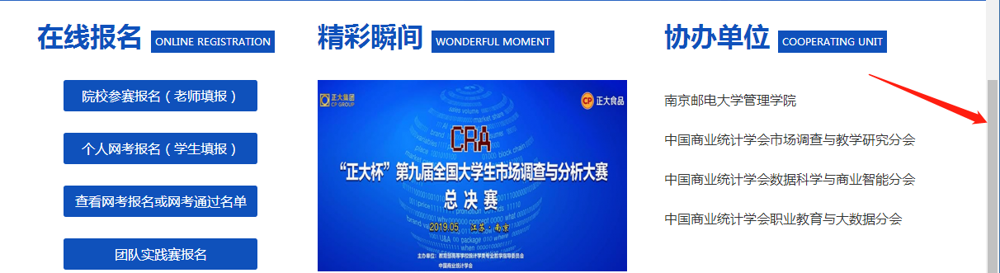 在线报名 ONLINE REGISTRATION
院校参赛报名（老师填报）
个人网考报名（学生填报）
查看网考报名或网考通过名单
团队实践赛报名
精彩瞬间 WONDERFUL MOMENT
正大集团
CP GROUP
CP 正大食品
CRA
“正大杯”第九届全国大学生市场调查与分析大赛
总决赛
2019.05 江苏·南京
主办单位：教育部高等学校统计学类专业教学指导委员会
中国商业统计学会
协办单位 COOPERATING UNIT
南京邮电大学管理学院
中国商业统计学会市场调查与教学研究分会
中国商业统计学会数据科学与商业智能分会
中国商业统计学会职业教育与大数据分会